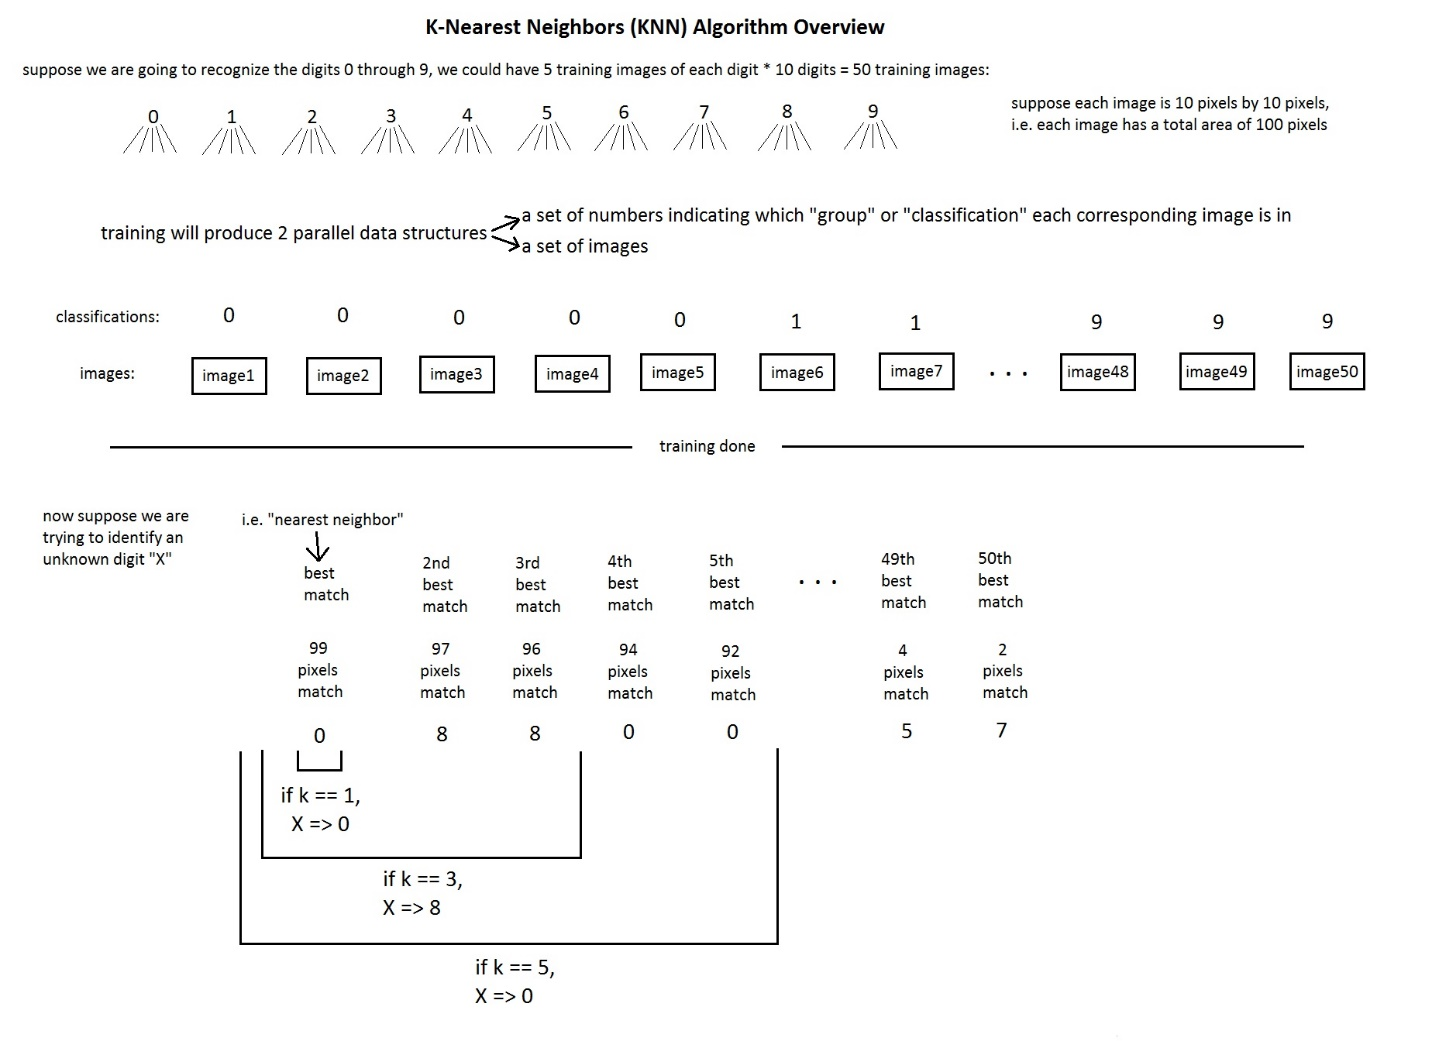 K-Nearest Neighbors (KNN) Algorithm Overview
suppose we are going to recognize the digits 0 through 9, we could have 5 training images of each digit * 10 digits = 50 training images:
suppose each image is 10 pixels by 10 pixels,
i.e. each image has a total area of 100 pixels
0 1 2 3 4 5 6 7 8 9
training will produce 2 parallel data structures
a set of numbers indicating which "group" or "classification" each corresponding image is in
a set of images
classifications: 0 0 0 0 0 1 1 9 9 9
images: image1 image2 image3 image4 image5 image6 image7 . . . image48 image49 image50
training done
now suppose we are
trying to identify an
unknown digit "X"
i.e. "nearest neighbor"
best
match
2nd
best
match
3rd
best
match
4th
best
match
5th
best
match
. . .
49th
best
match
50th
best
match
99
pixels
match
97
pixels
match
96
pixels
match
94
pixels
match
92
pixels
match
4
pixels
match
2
pixels
match
0 8 8 0 0 5 7
if k == 1,
X => 0
if k == 3,
X => 8
if k == 5,
X => 0